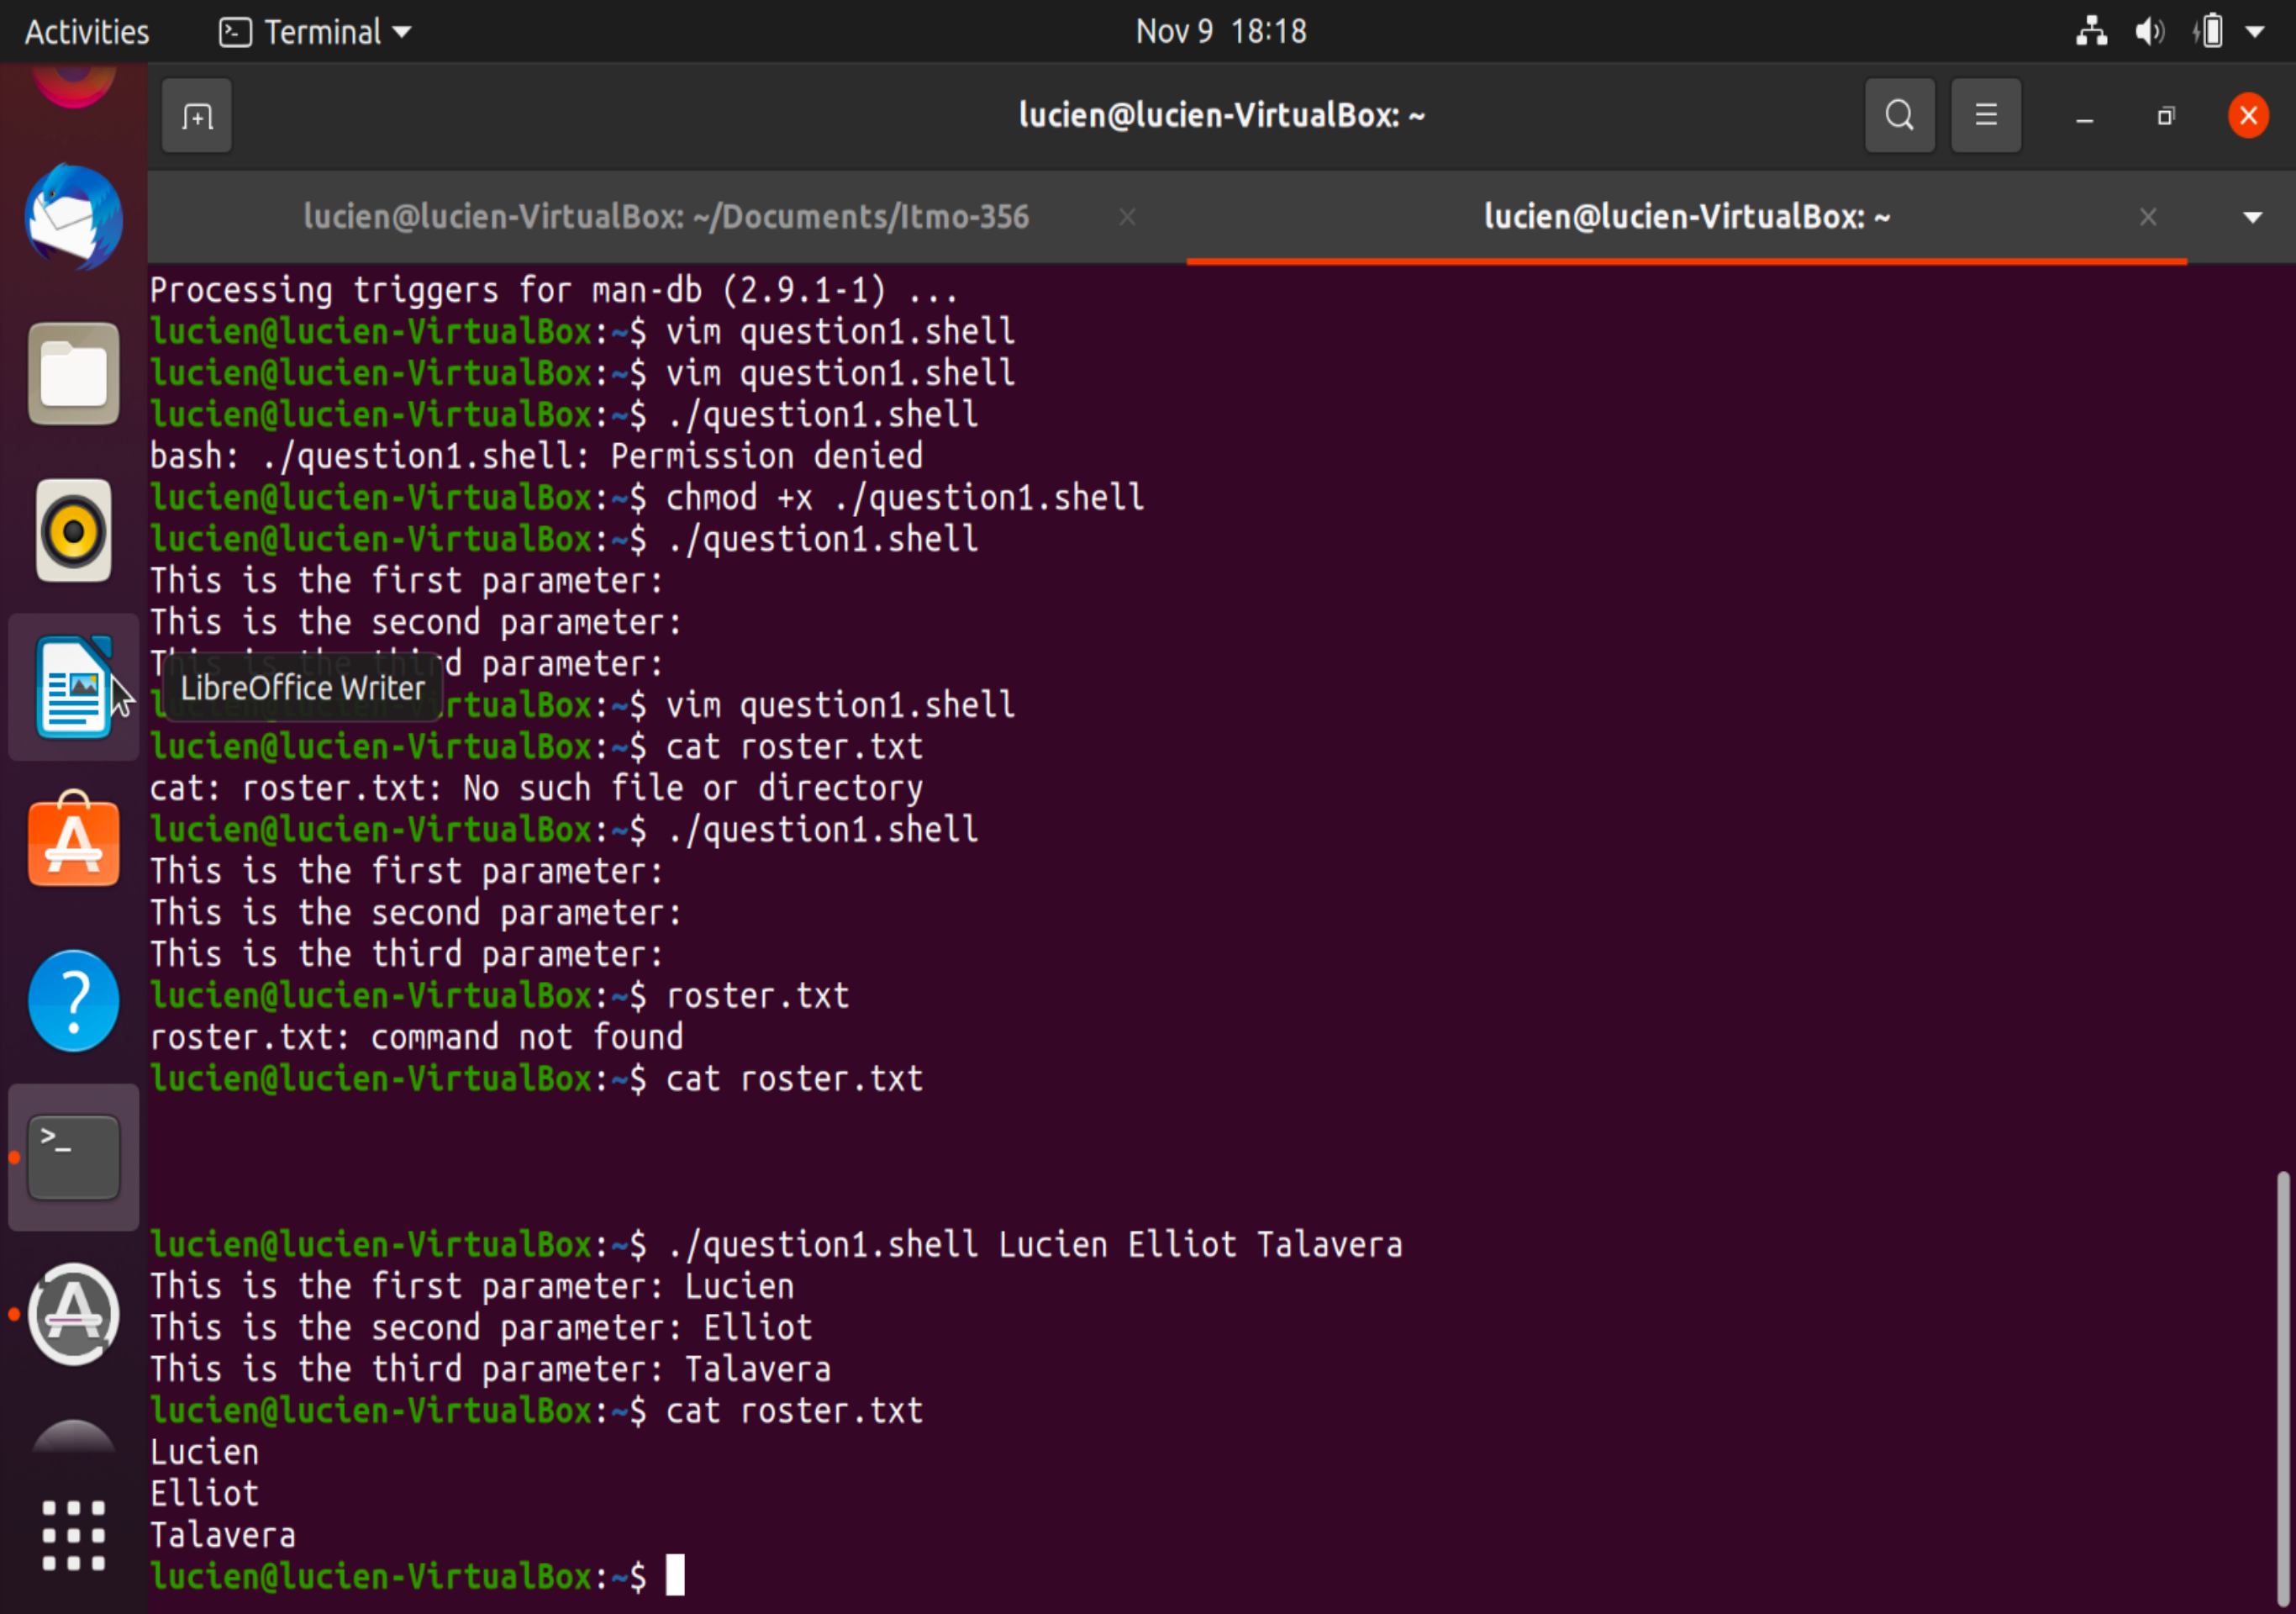 Activities Terminal Nov 9 18:18
lucien@lucien-VirtualBox: ~
lucien@lucien-VirtualBox: ~/Documents/Itmo-356 lucien@lucien-VirtualBox: ~
Processing triggers for man-db (2.9.1-1) ...
lucien@lucien-VirtualBox:~$ vim question1.shell
lucien@lucien-VirtualBox:~$ vim question1.shell
lucien@lucien-VirtualBox:~$ ./question1.shell
bash: ./question1.shell: Permission denied
lucien@lucien-VirtualBox:~$ chmod +x ./question1.shell
lucien@lucien-VirtualBox:~$ ./question1.shell
This is the first parameter:
This is the second parameter:
This is the third parameter:
LibreOffice Writer
lucien@lucien-VirtualBox:~$ vim question1.shell
lucien@lucien-VirtualBox:~$ cat roster.txt
cat: roster.txt: No such file or directory
lucien@lucien-VirtualBox:~$ ./question1.shell
This is the first parameter:
This is the second parameter:
This is the third parameter:
lucien@lucien-VirtualBox:~$ roster.txt
roster.txt: command not found
lucien@lucien-VirtualBox:~$ cat roster.txt
lucien@lucien-VirtualBox:~$ ./question1.shell Lucien Elliot Talavera
This is the first parameter: Lucien
This is the second parameter: Elliot
This is the third parameter: Talavera
lucien@lucien-VirtualBox:~$ cat roster.txt
Lucien
Elliot
Talavera
lucien@lucien-VirtualBox:~$